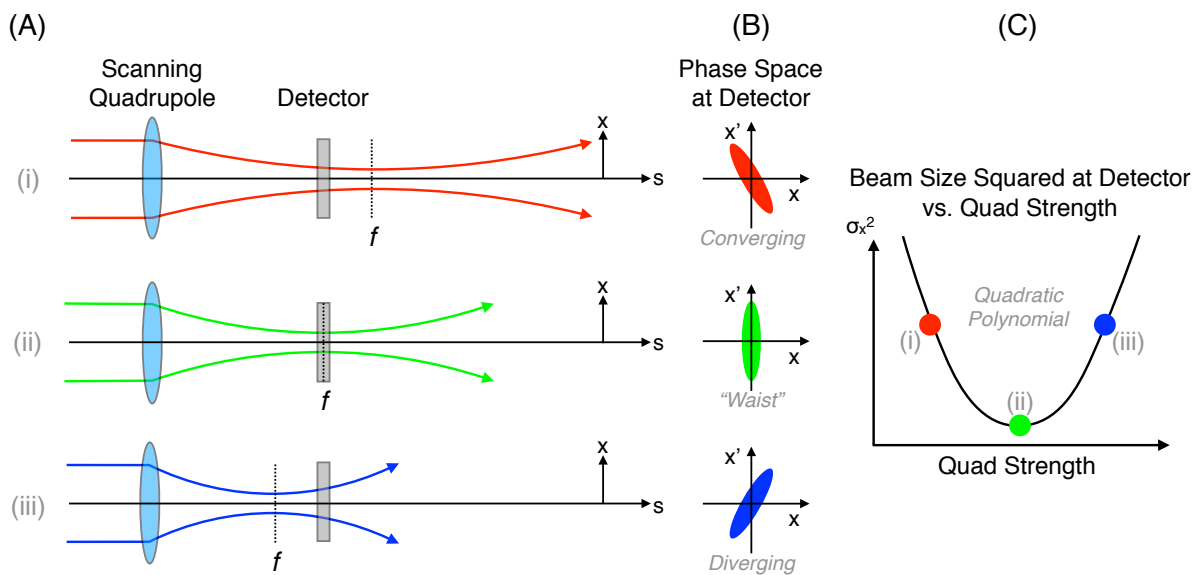 (A)
Scanning
Quadrupole
Detector
(i)
x
s
f
(ii)
x
s
f
(iii)
x
s
f
(B)
Phase Space
at Detector
x’
x
Converging
x’
x
“Waist”
x’
x
Diverging
(C)
Beam Size Squared at Detector
vs. Quad Strength
σx²
Quadratic
Polynomial
(i)
(iii)
(ii)
Quad Strength